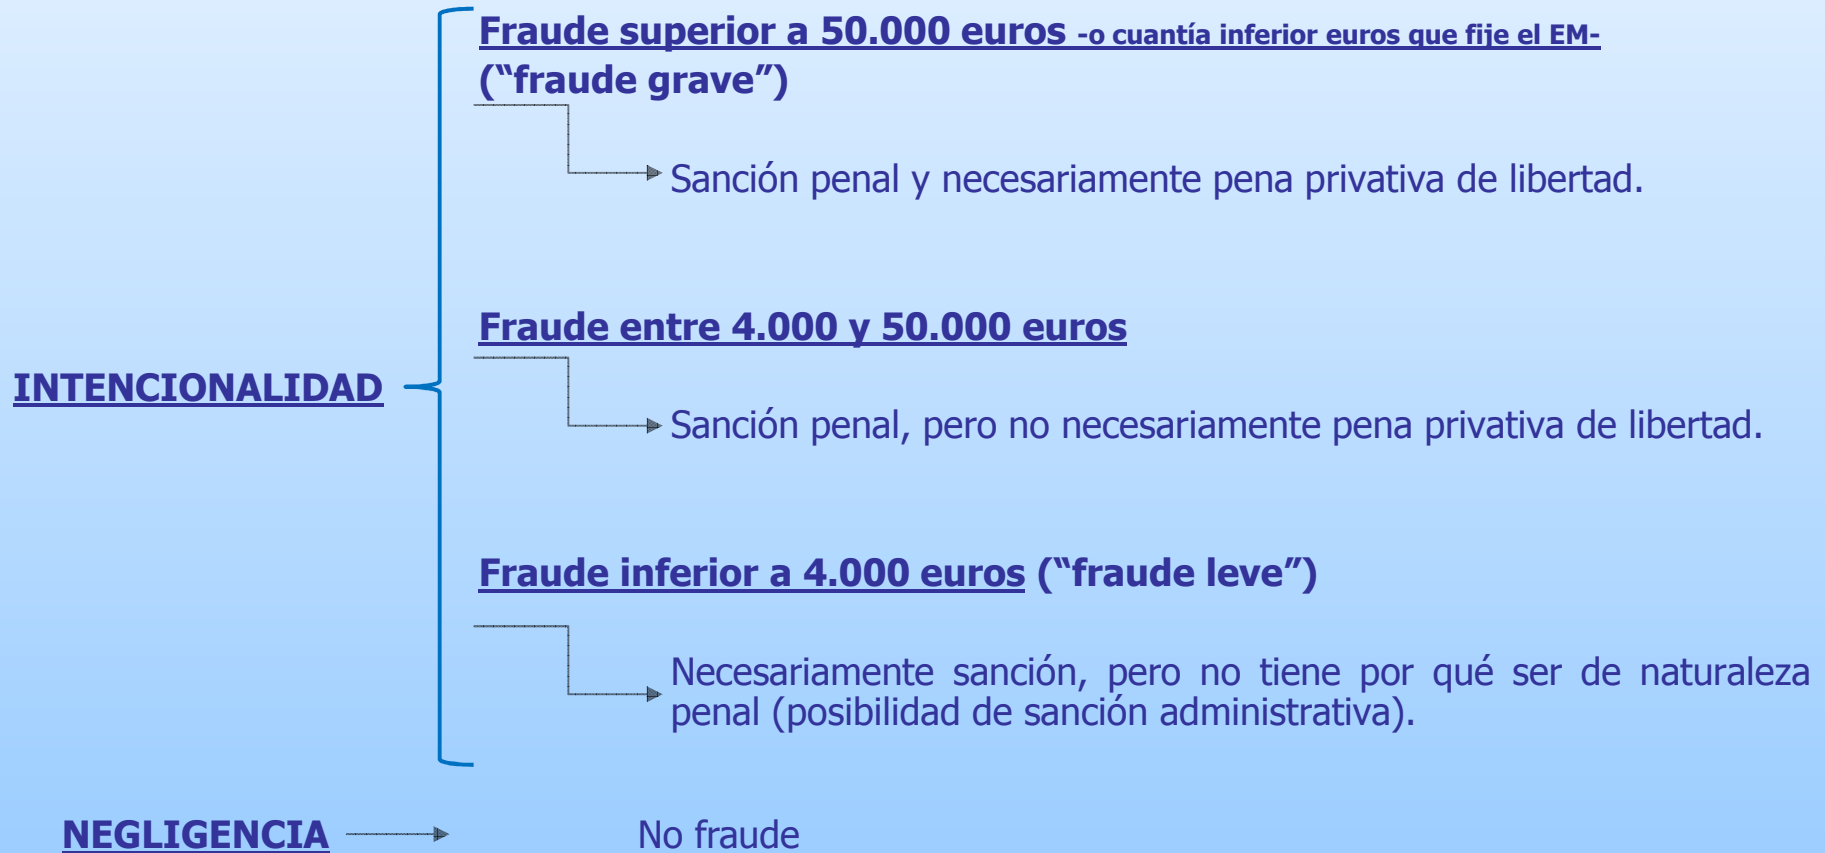 Fraude superior a 50.000 euros -o cuantía inferior euros que fije el EM-
(“fraude grave”)
Sanción penal y necesariamente pena privativa de libertad.
Fraude entre 4.000 y 50.000 euros
INTENCIONALIDAD
Sanción penal, pero no necesariamente pena privativa de libertad.
Fraude inferior a 4.000 euros (“fraude leve”)
Necesariamente sanción, pero no tiene por qué ser de naturaleza
penal (posibilidad de sanción administrativa).
NEGLIGENCIA No fraude